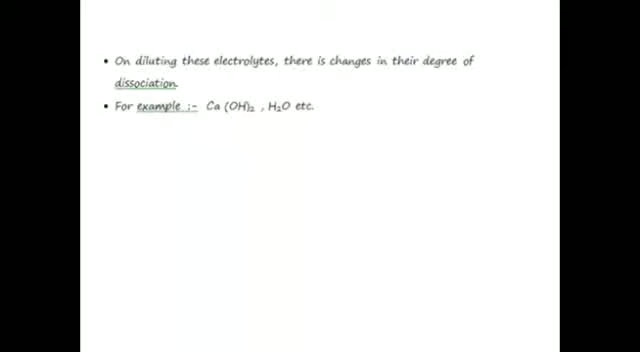 • On diluting these electrolytes, there is changes in their degree of
dissociation.
• For example :- Ca (OH)₂ , H₂O etc.